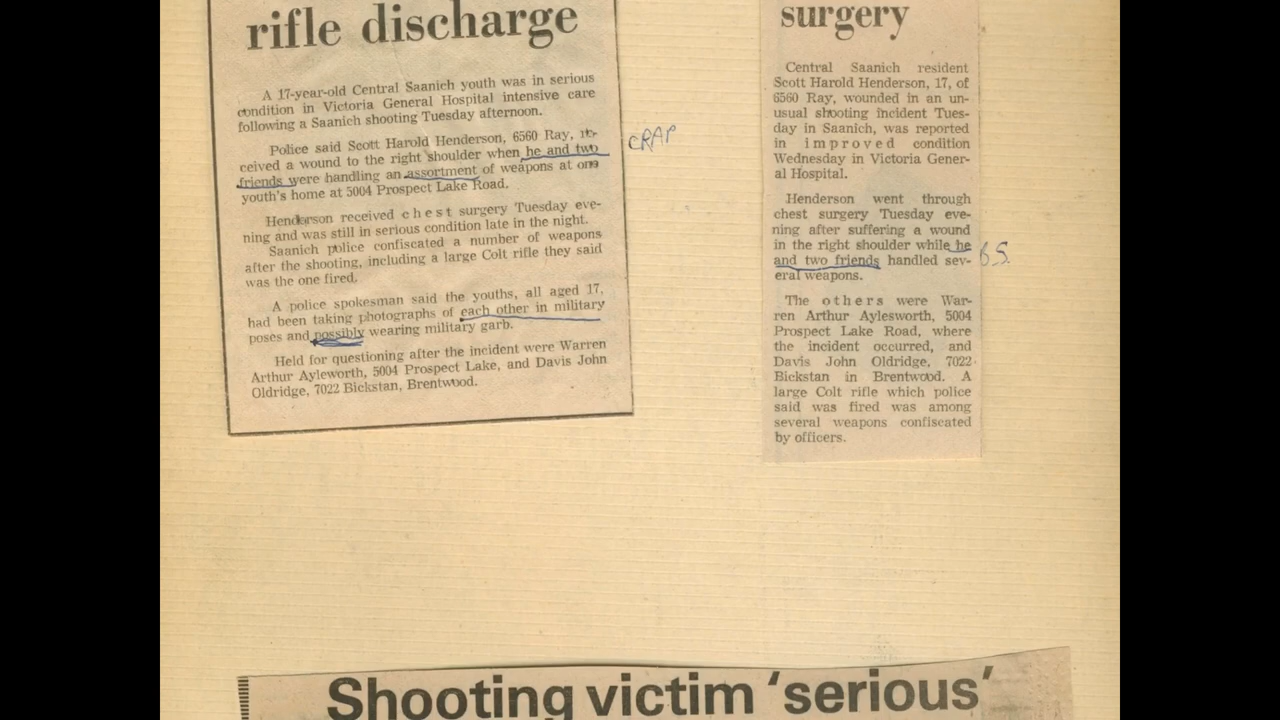 rifle discharge
A 17-year-old Central Saanich youth was in serious
condition in Victoria General Hospital intensive care
following a Saanich shooting Tuesday afternoon.
Police said Scott Harold Henderson, 6560 Ray, re-
ceived a wound to the right shoulder when he and two
friends were handling an assortment of weapons at one
youth's home at 5004 Prospect Lake Road.
Henderson received chest surgery Tuesday eve-
ning and was still in serious condition late in the night.
Saanich police confiscated a number of weapons
after the shooting, including a large Colt rifle they said
was the one fired.
A police spokesman said the youths, all aged 17,
had been taking photographs of each other in military
poses and possibly wearing military garb.
Held for questioning after the incident were Warren
Arthur Ayleworth, 5004 Prospect Lake, and Davis John
Oldridge, 7022 Bickstan, Brentwood.
CRAP
surgery
Central Saanich resident
Scott Harold Henderson, 17, of
6560 Ray, wounded in an un-
usual shooting incident Tues-
day in Saanich, was reported
in improved condition
Wednesday in Victoria Gener-
al Hospital.
Henderson went through
chest surgery Tuesday eve-
ning after suffering a wound
in the right shoulder while he
and two friends handled sev-
eral weapons.
The others were War-
ren Arthur Aylesworth, 5004
Prospect Lake Road, where
the incident occurred, and
Davis John Oldridge, 7022
Bickstan in Brentwood. A
large Colt rifle which police
said was fired was among
several weapons confiscated
by officers.
B.S.
Shooting victim 'serious'